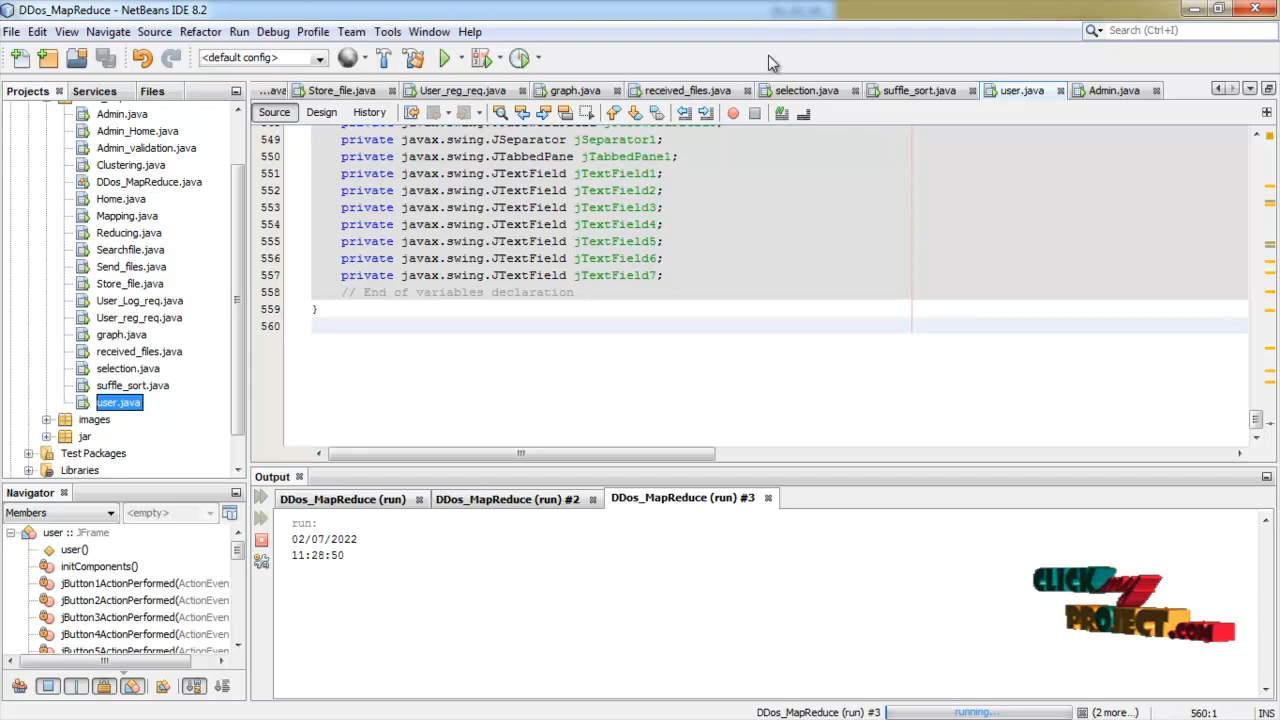 DDos_MapReduce - NetBeans IDE 8.2
File Edit View Navigate Source Refactor Run Debug Profile Team Tools Window Help
Search (Ctrl+I)
<default config>
Projects Services Files
...ava Store_file.java User_reg_req.java graph.java received_files.java selection.java suffle_sort.java user.java Admin.java
Source Design History
Admin.java
Admin_Home.java
Admin_validation.java
Clustering.java
DDos_MapReduce.java
Home.java
Mapping.java
Reducing.java
Searchfile.java
Send_files.java
Store_file.java
User_Log_req.java
User_reg_req.java
graph.java
received_files.java
selection.java
suffle_sort.java
user.java
images
jar
Test Packages
Libraries
549 private javax.swing.JSeparator jSeparator1;
550 private javax.swing.JTabbedPane jTabbedPane1;
551 private javax.swing.JTextField jTextField1;
552 private javax.swing.JTextField jTextField2;
553 private javax.swing.JTextField jTextField3;
554 private javax.swing.JTextField jTextField4;
555 private javax.swing.JTextField jTextField5;
556 private javax.swing.JTextField jTextField6;
557 private javax.swing.JTextField jTextField7;
558 // End of variables declaration
559 }
560
Navigator
Members <empty>
user :: JFrame
user()
initComponents()
jButton1ActionPerformed(ActionEven
jButton2ActionPerformed(ActionEven
jButton3ActionPerformed(ActionEven
jButton4ActionPerformed(ActionEven
jButton5ActionPerformed(ActionEven
Output
DDos_MapReduce (run) DDos_MapReduce (run) #2 DDos_MapReduce (run) #3
run:
02/07/2022
11:28:50
CLICK my
PROJECT.COM
DDos_MapReduce (run) #3 running... (2 more...) 560:1 INS